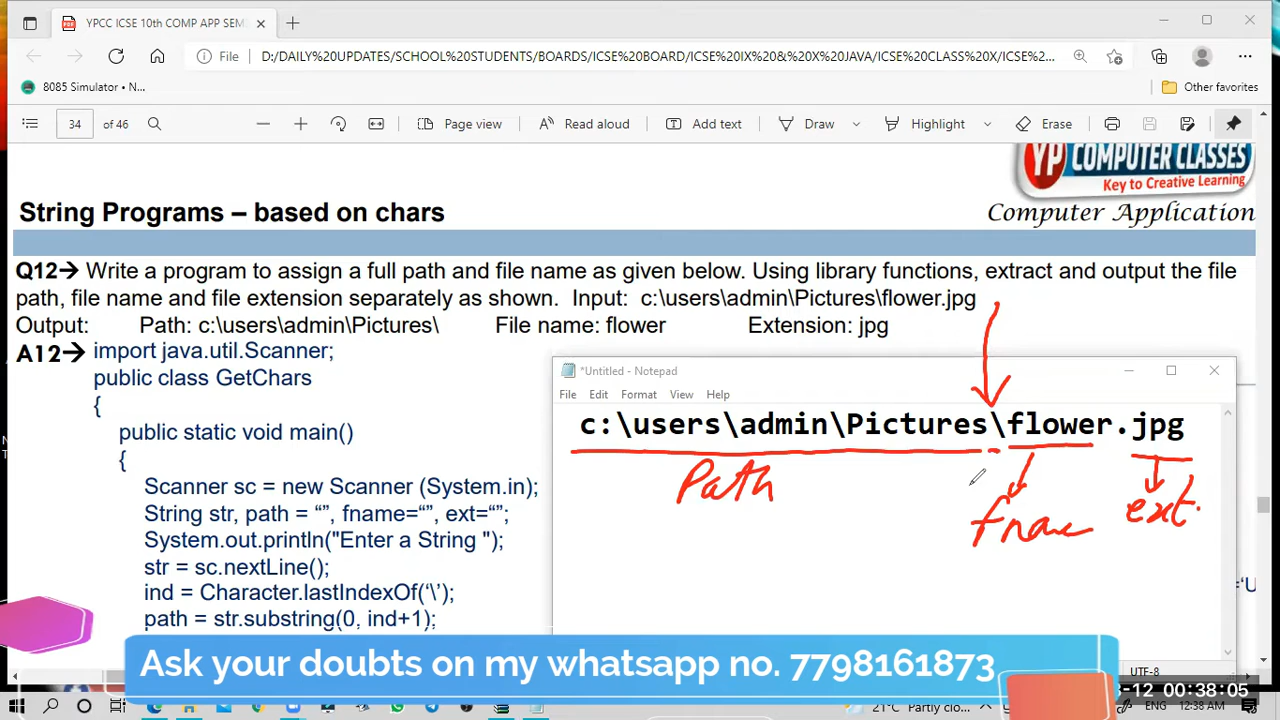 YPCC ICSE 10th COMP APP SEM
File
D:/DAILY%20UPDATES/SCHOOL%20STUDENTS/BOARDS/ICSE%20BOARD/ICSE%20IX%20&%20X%20JAVA/ICSE%20CLASS%20X/ICSE%20...
8085 Simulator • N...
Other favorites
34 of 46
Page view
Read aloud
Add text
Draw
Highlight
Erase
YP COMPUTER CLASSES
Key to Creative Learning
String Programs – based on chars
Computer Application
Q12→ Write a program to assign a full path and file name as given below. Using library functions, extract and output the file
path, file name and file extension separately as shown. Input: c:\users\admin\Pictures\flower.jpg
Output: Path: c:\users\admin\Pictures\ File name: flower Extension: jpg
A12→ import java.util.Scanner;
public class GetChars
{
public static void main()
{
Scanner sc = new Scanner (System.in);
String str, path = “”, fname=“”, ext=“”;
System.out.println("Enter a String ");
str = sc.nextLine();
ind = Character.lastIndexOf(‘\’);
path = str.substring(0, ind+1);
*Untitled - Notepad
File Edit Format View Help
c:\users\admin\Pictures\flower.jpg
Path
fname
ext.
UTF-8
Ask your doubts on my whatsapp no. 7798161873
-12 00:38:05
21°C Partly clo...
ENG
12:38 AM